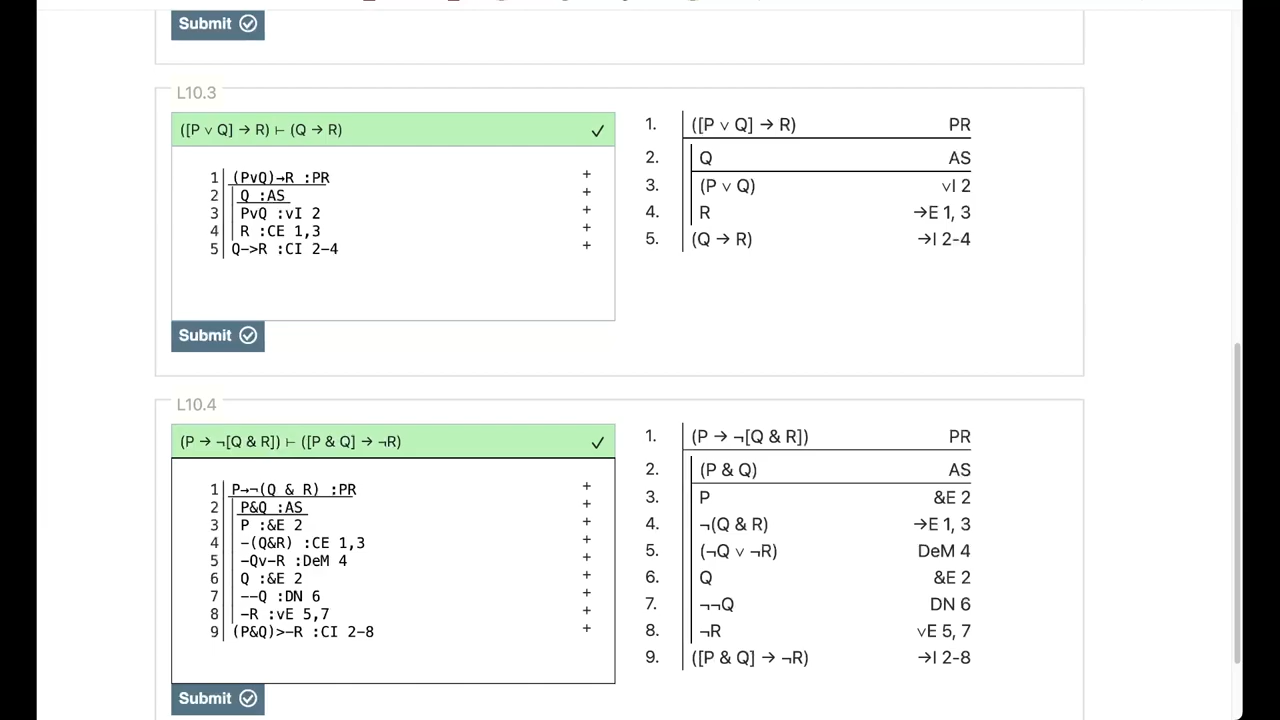 Submit
L10.3
([P ∨ Q] → R) ⊢ (Q → R) ✓
1 (P∨Q)→R :PR +
2 Q :AS +
3 PvQ :vI 2 +
4 R :CE 1,3 +
5 Q->R :CI 2-4 +
1. ([P ∨ Q] → R) PR
2. Q AS
3. (P ∨ Q) ∨I 2
4. R →E 1, 3
5. (Q → R) →I 2-4
Submit
L10.4
(P → ¬[Q & R]) ⊢ ([P & Q] → ¬R) ✓
1 P→¬(Q & R) :PR +
2 P&Q :AS +
3 P :&E 2 +
4 -(Q&R) :CE 1,3 +
5 -Qv-R :DeM 4 +
6 Q :&E 2 +
7 --Q :DN 6 +
8 -R :vE 5,7 +
9 (P&Q)>-R :CI 2-8 +
1. (P → ¬[Q & R]) PR
2. (P & Q) AS
3. P &E 2
4. ¬(Q & R) →E 1, 3
5. (¬Q ∨ ¬R) DeM 4
6. Q &E 2
7. ¬¬Q DN 6
8. ¬R ∨E 5, 7
9. ([P & Q] → ¬R) →I 2-8
Submit